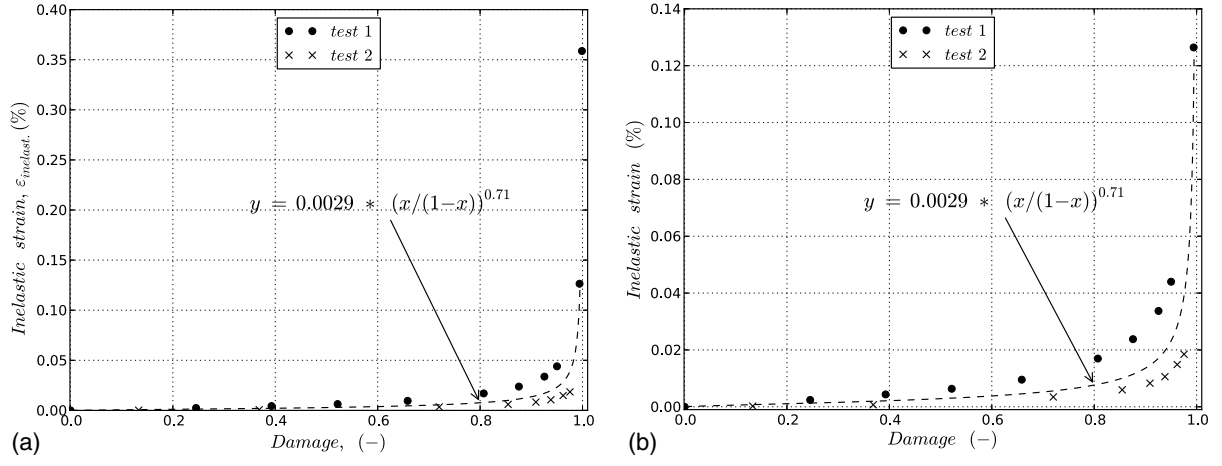 0.40
0.35
0.30
0.25
0.20
0.15
0.10
0.05
0.00
Inelastic strain, ε_inelast. (%)
test 1
test 2
y = 0.0029 * (x/(1−x))^0.71
0.0 0.2 0.4 0.6 0.8 1.0
Damage, (−)
(a)
0.14
0.12
0.10
0.08
0.06
0.04
0.02
0.00
Inelastic strain (%)
test 1
test 2
y = 0.0029 * (x/(1−x))^0.71
0.0 0.2 0.4 0.6 0.8 1.0
Damage (−)
(b)